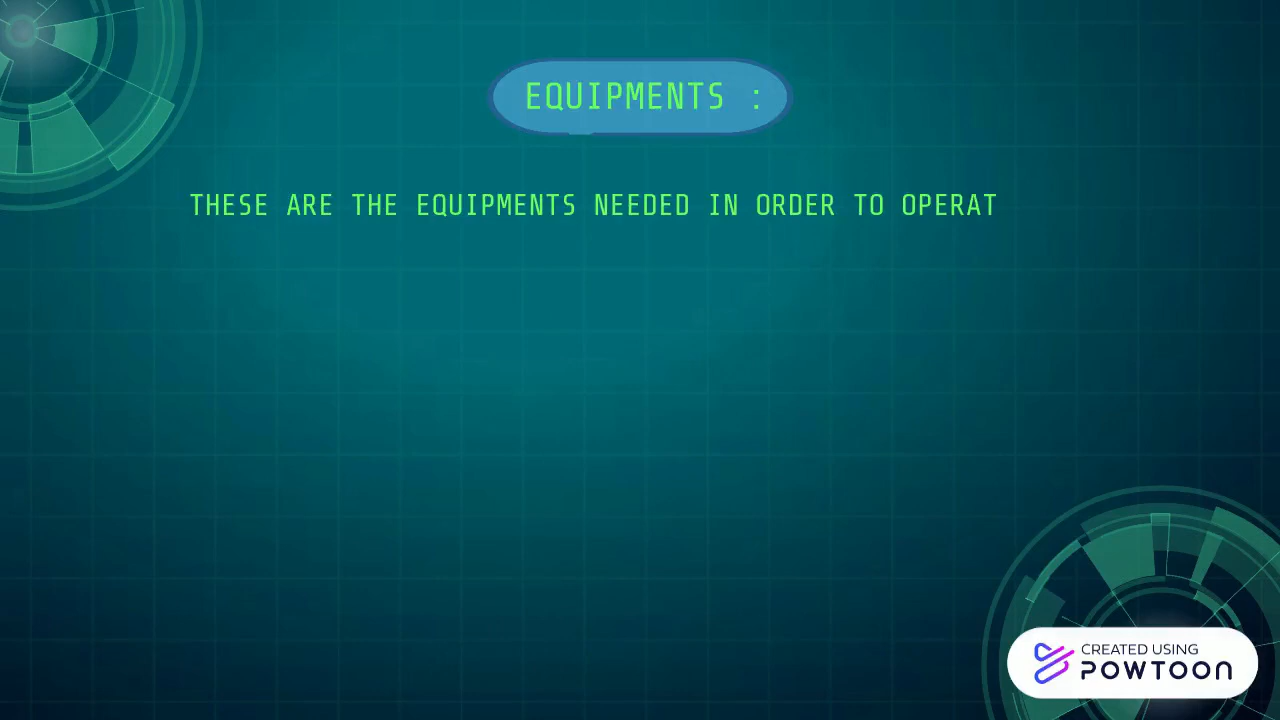 EQUIPMENTS :
THESE ARE THE EQUIPMENTS NEEDED IN ORDER TO OPERAT
CREATED USING
POWTOON